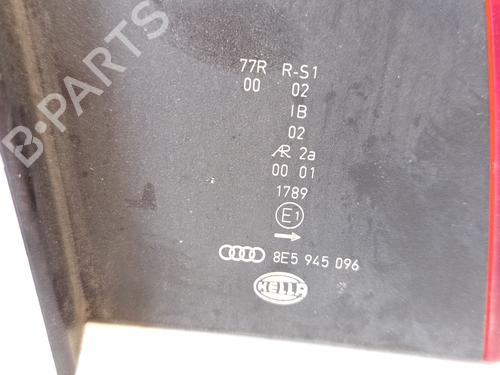 B-PARTS
77R R-S1
00 02
IB
02
AR 2a
00 01
1789
E1
8E5 945 096
HELLA